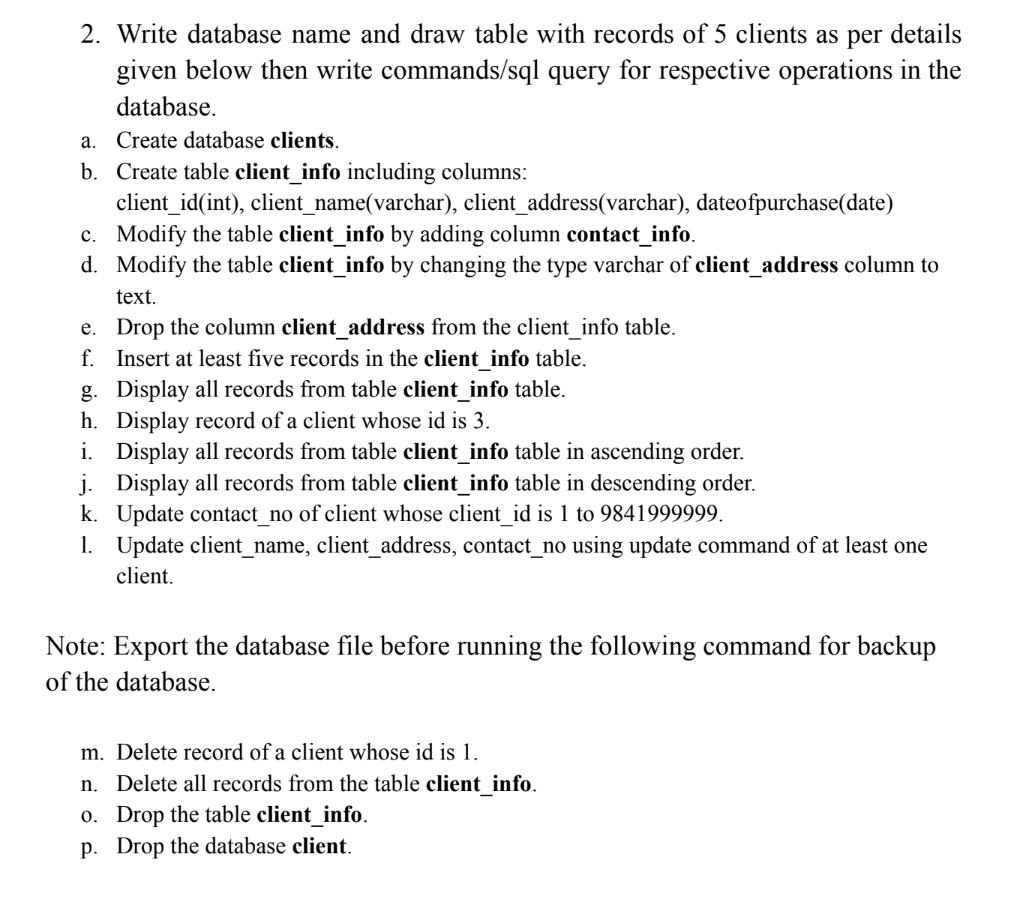 2. Write database name and draw table with records of 5 clients as per details
given below then write commands/sql query for respective operations in the
database.
a. Create database clients.
b. Create table client_info including columns:
client_id(int), client_name(varchar), client_address(varchar), dateofpurchase(date)
c. Modify the table client_info by adding column contact_info.
d. Modify the table client_info by changing the type varchar of client_address column to
text.
e. Drop the column client_address from the client_info table.
f. Insert at least five records in the client_info table.
g. Display all records from table client_info table.
h. Display record of a client whose id is 3.
i. Display all records from table client_info table in ascending order.
j. Display all records from table client_info table in descending order.
k. Update contact_no of client whose client_id is 1 to 9841999999.
l. Update client_name, client_address, contact_no using update command of at least one
client.
Note: Export the database file before running the following command for backup
of the database.
m. Delete record of a client whose id is 1.
n. Delete all records from the table client_info.
o. Drop the table client_info.
p. Drop the database client.